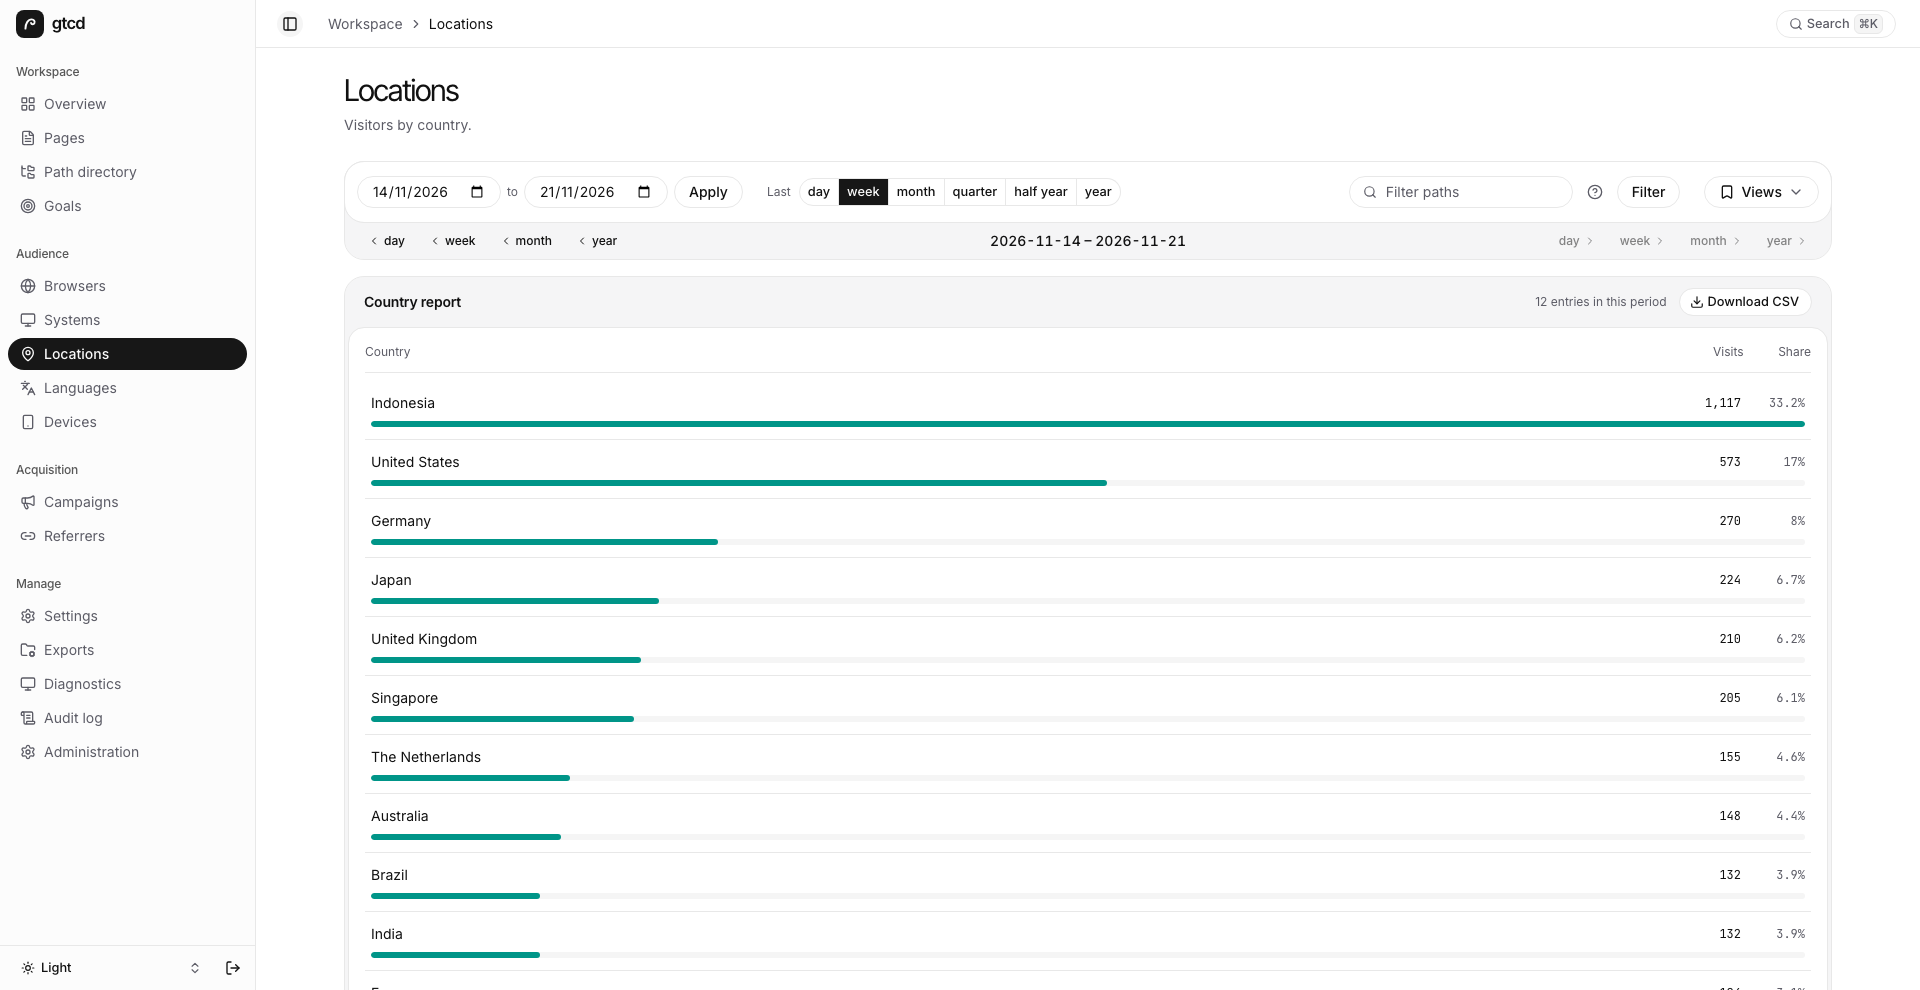 gtcd
Workspace
Overview
Pages
Path directory
Goals
Audience
Browsers
Systems
Locations
Languages
Devices
Acquisition
Campaigns
Referrers
Manage
Settings
Exports
Diagnostics
Audit log
Administration
Light
Workspace > Locations
Search ⌘K
Locations
Visitors by country.
14/11/2026 to 21/11/2026 Apply Last day week month quarter half year year Filter paths Filter Views
day week month year 2026-11-14 – 2026-11-21 day week month year
Country report 12 entries in this period Download CSV
Country Visits Share
Indonesia 1,117 33.2%
United States 573 17%
Germany 270 8%
Japan 224 6.7%
United Kingdom 210 6.2%
Singapore 205 6.1%
The Netherlands 155 4.6%
Australia 148 4.4%
Brazil 132 3.9%
India 132 3.9%